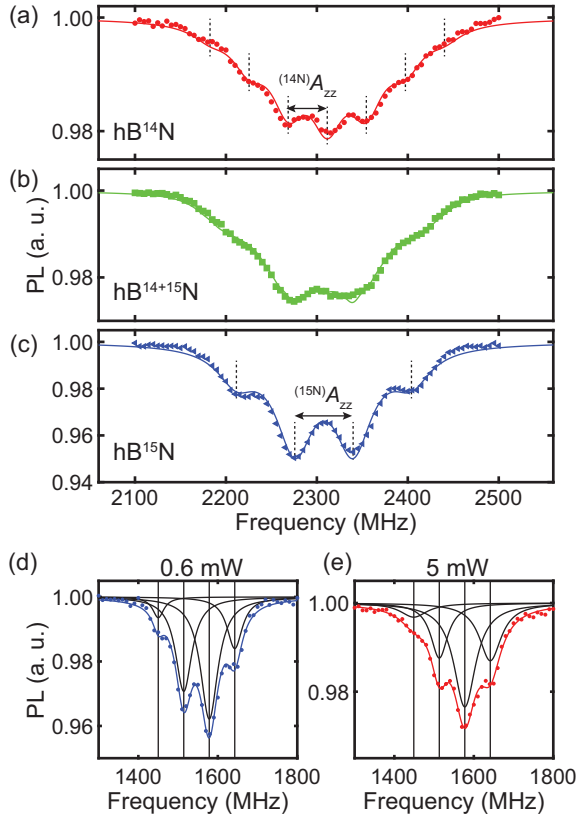 (a)
1.00
(14N)Azz
0.98
hB14N
(b)
1.00
PL (a. u.)
0.98
hB14+15N
(c)
1.00
0.98
(15N)Azz
0.96
hB15N
0.94
2100 2200 2300 2400 2500
Frequency (MHz)
(d) 0.6 mW
1.00
PL (a. u.)
0.98
0.96
1400 1600 1800
Frequency (MHz)
(e) 5 mW
1.00
0.98
1400 1600 1800
Frequency (MHz)